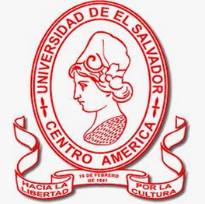 UNIVERSIDAD DE EL SALVADOR
CENTRO AMERICA
16 DE FEBRERO
DE 1841
HACIA LA
LIBERTAD
POR LA
CULTURA